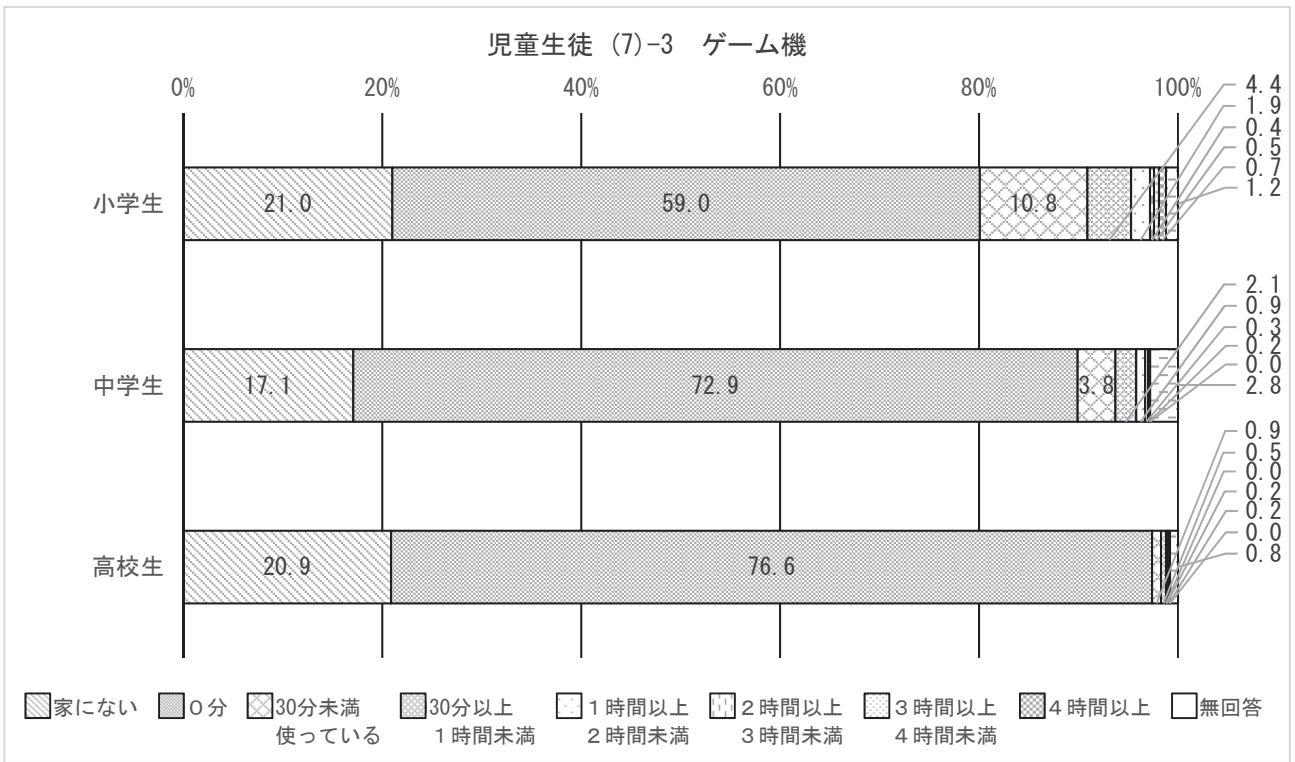 児童生徒 (7)-3　ゲーム機
0% 20% 40% 60% 80% 100%
4.4
1.9
0.4
0.5
0.7
1.2
小学生 21.0 59.0 10.8
2.1
0.9
0.3
0.2
0.0
2.8
中学生 17.1 72.9 3.8
0.9
0.5
0.0
0.2
0.2
0.0
0.8
高校生 20.9 76.6
家にない ０分 30分未満 30分以上 １時間以上 ２時間以上 ３時間以上 ４時間以上 無回答
使っている １時間未満 ２時間未満 ３時間未満 ４時間未満